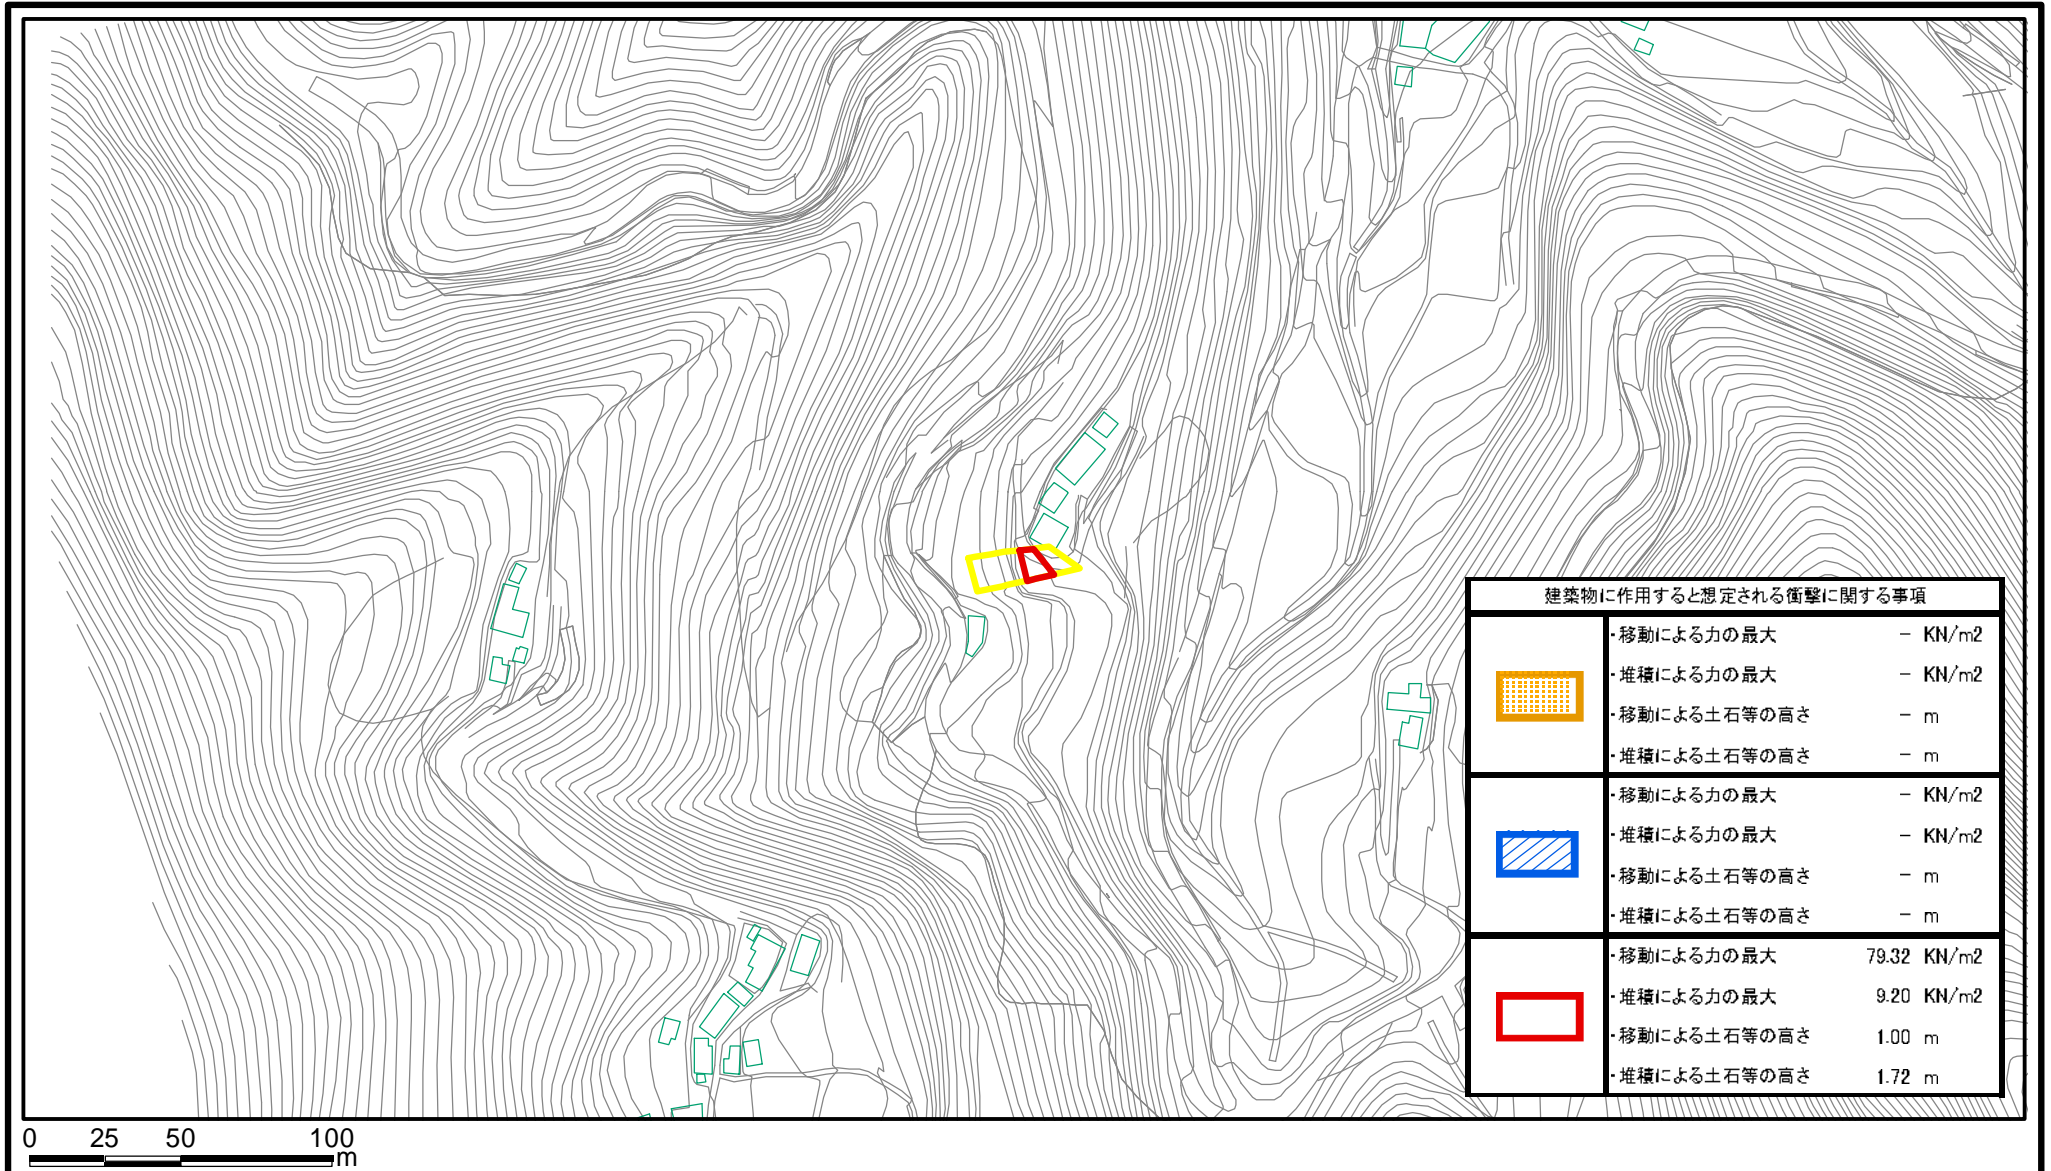 建築物に作用すると想定される衝撃に関する事項
・移動による力の最大 － KN/m2
・堆積による力の最大 － KN/m2
・移動による土石等の高さ － m
・堆積による土石等の高さ － m
・移動による力の最大 － KN/m2
・堆積による力の最大 － KN/m2
・移動による土石等の高さ － m
・堆積による土石等の高さ － m
・移動による力の最大 79.32 KN/m2
・堆積による力の最大 9.20 KN/m2
・移動による土石等の高さ 1.00 m
・堆積による土石等の高さ 1.72 m
0 25 50 100
m